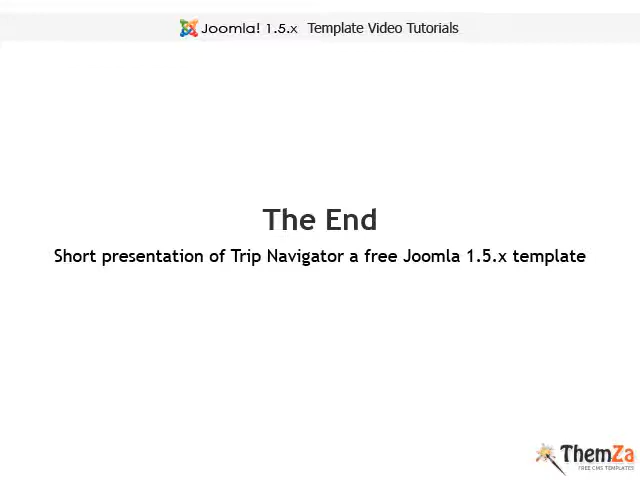 Joomla! 1.5.x Template Video Tutorials
The End
Short presentation of Trip Navigator a free Joomla 1.5.x template
ThemZa
FREE CMS TEMPLATES